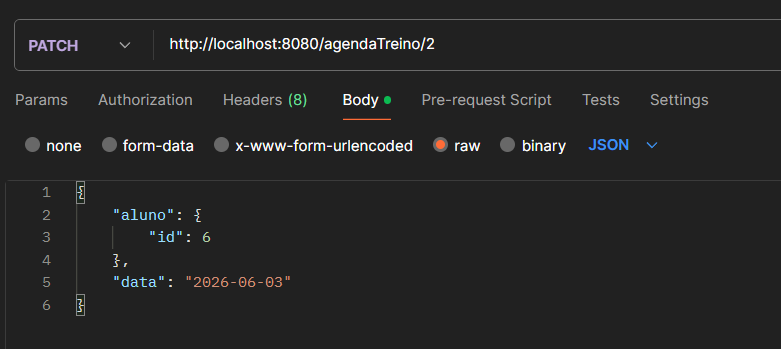 PATCH http://localhost:8080/agendaTreino/2
Params Authorization Headers (8) Body Pre-request Script Tests Settings
none form-data x-www-form-urlencoded raw binary JSON
1 {
2 "aluno": {
3 "id": 6
4 },
5 "data": "2026-06-03"
6 }